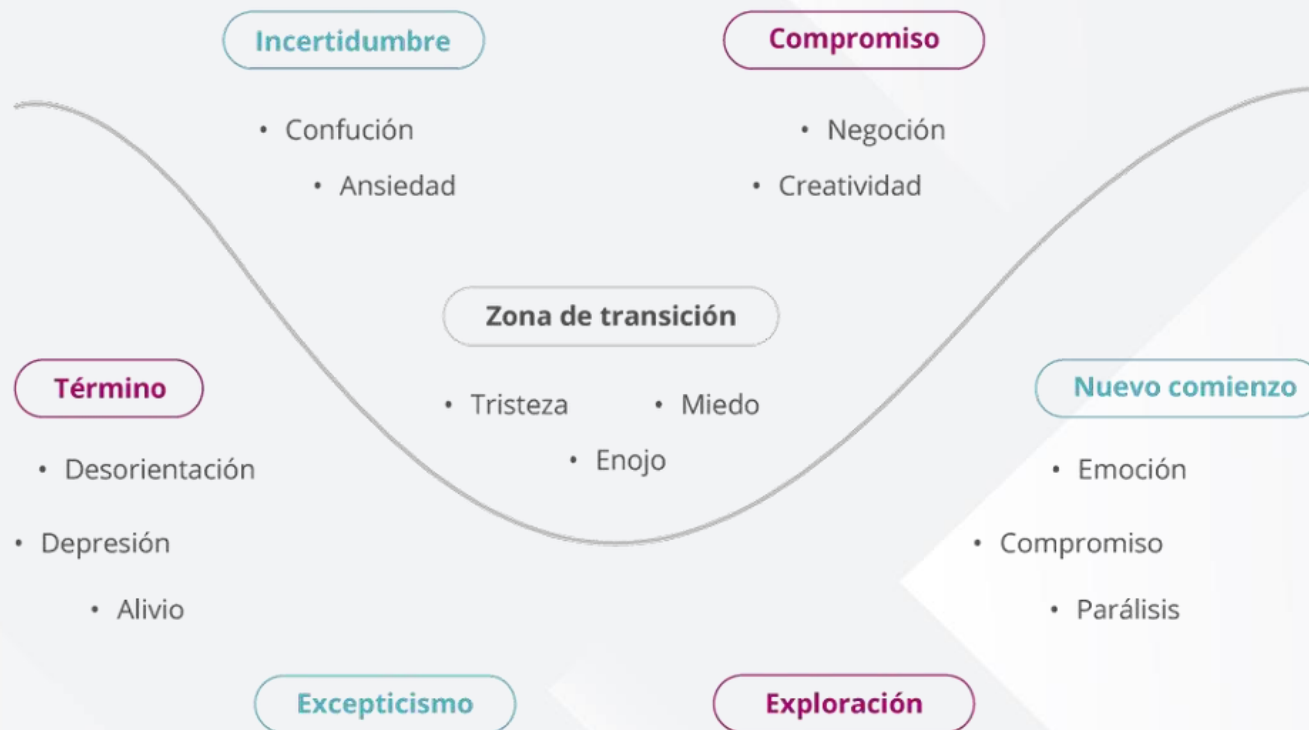 Incertidumbre
• Confución
• Ansiedad
Compromiso
• Negoción
• Creatividad
Zona de transición
• Tristeza • Miedo
• Enojo
Término
• Desorientación
• Depresión
• Alivio
Nuevo comienzo
• Emoción
• Compromiso
• Parálisis
Excepticismo
Exploración